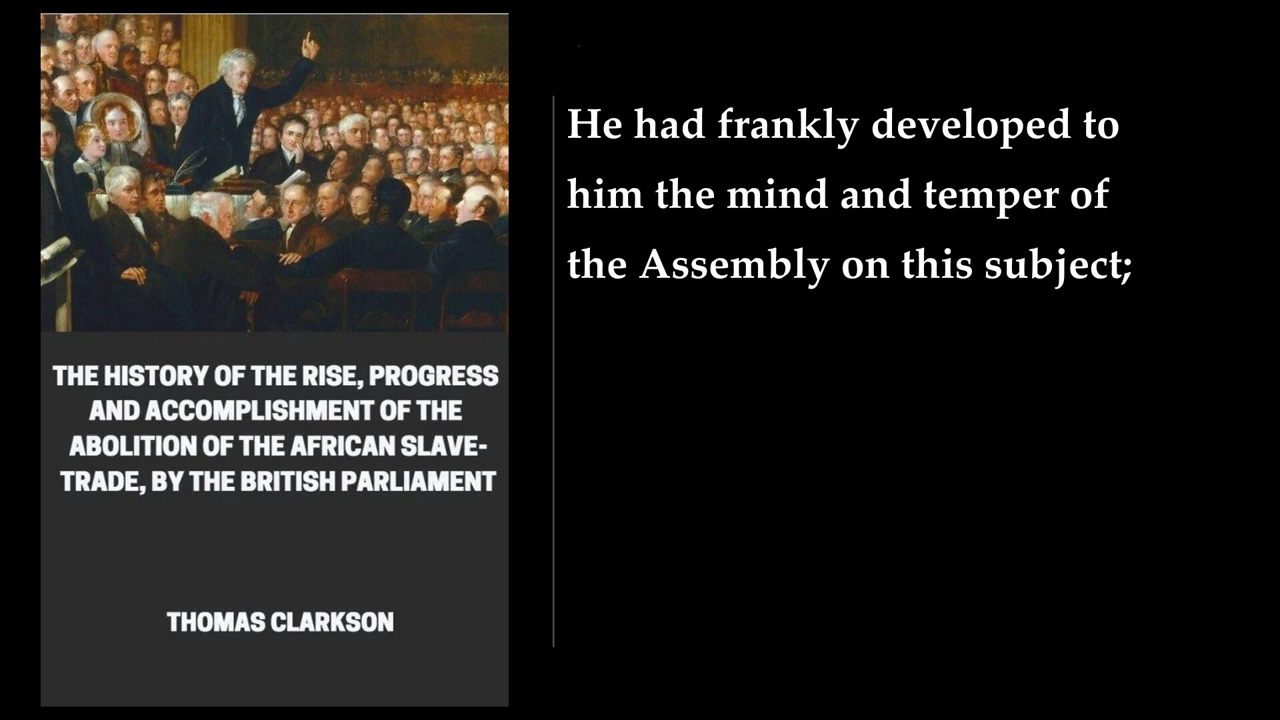 THE HISTORY OF THE RISE, PROGRESS
AND ACCOMPLISHMENT OF THE
ABOLITION OF THE AFRICAN SLAVE-
TRADE, BY THE BRITISH PARLIAMENT
THOMAS CLARKSON
He had frankly developed to
him the mind and temper of
the Assembly on this subject;